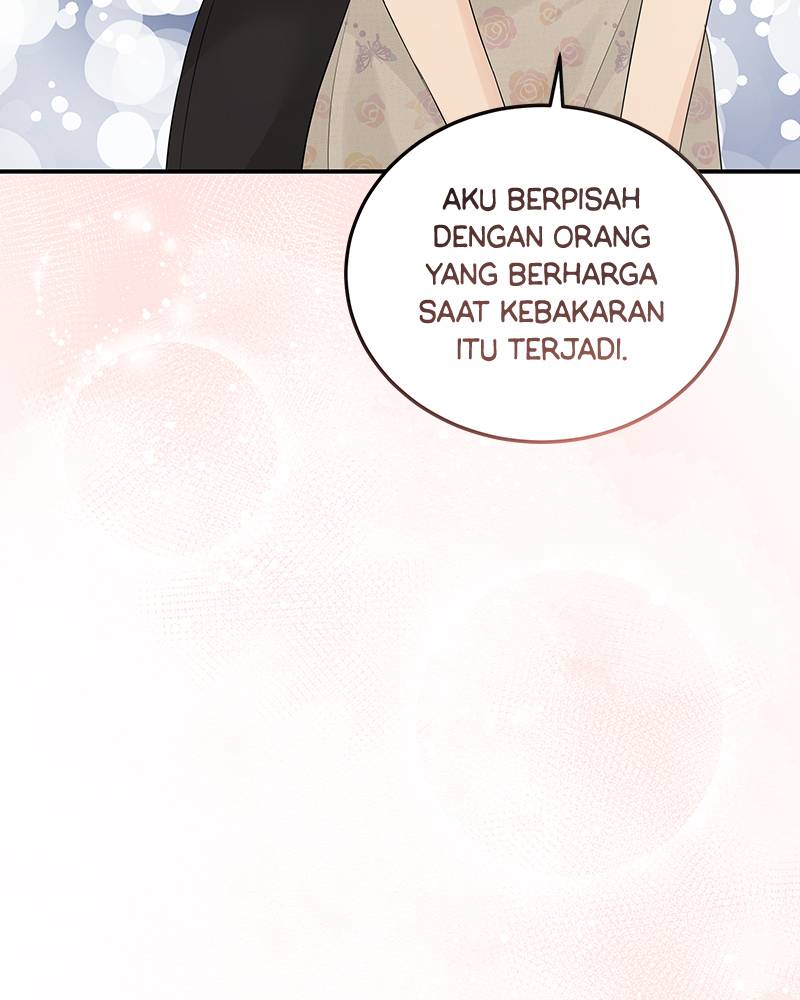 AKU BERPISAH
DENGAN ORANG
YANG BERHARGA
SAAT KEBAKARAN
ITU TERJADI.